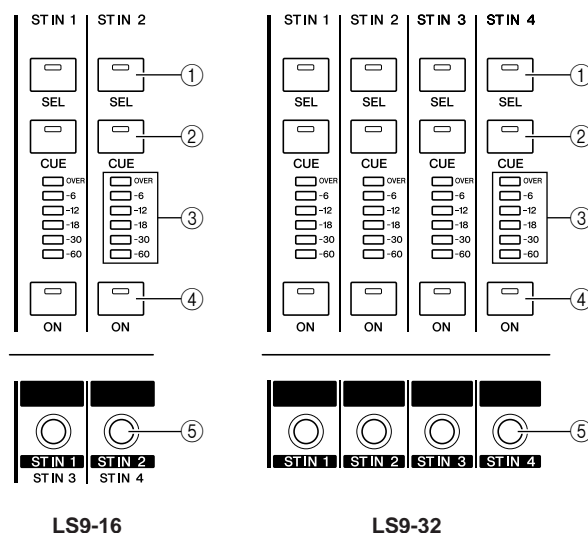 ST IN 1 ST IN 2
SEL SEL ①
CUE CUE ②
OVER OVER
-6 -6
-12 -12
-18 -18 ③
-30 -30
-60 -60
ON ON ④
ST IN 1 ST IN 2 ⑤
ST IN 3 ST IN 4
LS9-16
ST IN 1 ST IN 2 ST IN 3 ST IN 4
SEL SEL SEL SEL ①
CUE CUE CUE CUE ②
OVER OVER OVER OVER
-6 -6 -6 -6
-12 -12 -12 -12
-18 -18 -18 -18 ③
-30 -30 -30 -30
-60 -60 -60 -60
ON ON ON ON ④
ST IN 1 ST IN 2 ST IN 3 ST IN 4 ⑤
LS9-32